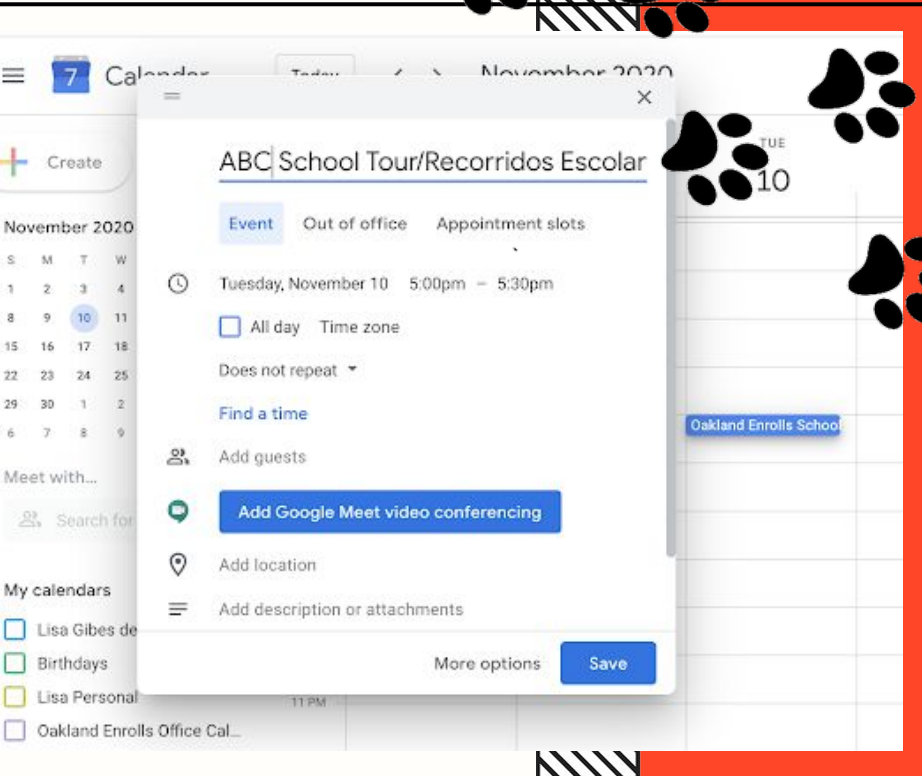 7 Calendar Today November 2020
ABC School Tour/Recorridos Escolar
TUE
10
Create
Event Out of office Appointment slots
November 2020
S M T W
1 2 3 4
8 9 10 11
15 16 17 18
22 23 24 25
29 30 1 2
6 7 8 9
Tuesday, November 10 5:00pm – 5:30pm
All day Time zone
Does not repeat
Find a time
Oakland Enrolls School
Add guests
Meet with...
Search for
Add Google Meet video conferencing
Add location
Add description or attachments
My calendars
Lisa Gibes de
Birthdays
Lisa Personal
Oakland Enrolls Office Cal...
More options Save
11 PM